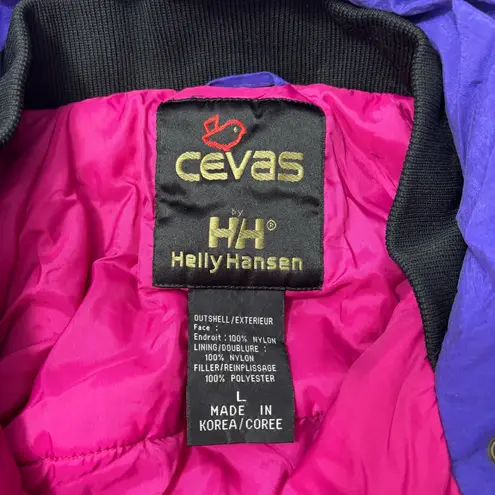 CEVAS
by
HH®
Helly Hansen
OUTSHELL/EXTERIEUR
Face :
Endroit: 100% NYLON
LINING/DOUBLURE :
100% NYLON
FILLER/REINPLISSAGE
100% POLYESTER
L
MADE IN
KOREA/COREE